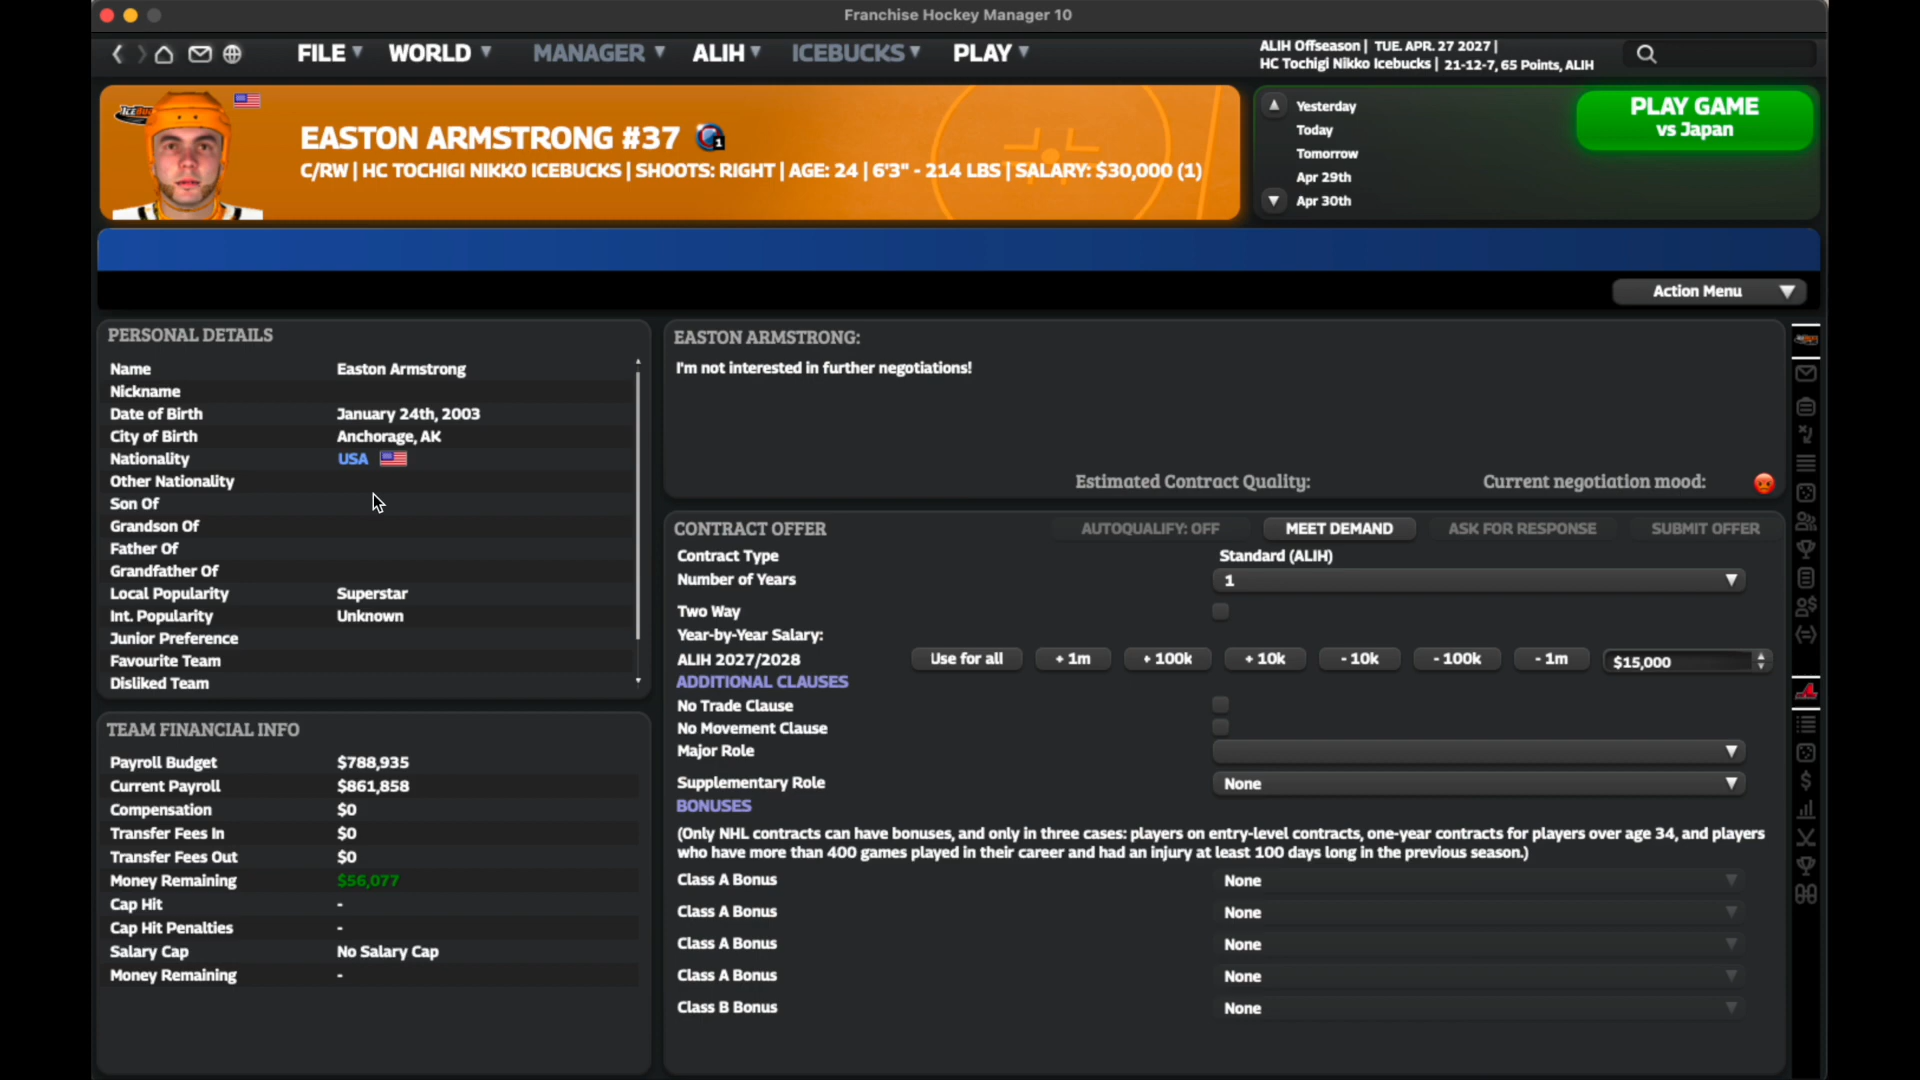 Franchise Hockey Manager 10
FILE WORLD MANAGER ALIH ICEBUCKS PLAY
ALIH Offseason | TUE. APR. 27 2027 |
HC Tochigi Nikko Icebucks | 21-12-7, 65 Points, ALIH
EASTON ARMSTRONG #37
C/RW | HC TOCHIGI NIKKO ICEBUCKS | SHOOTS: RIGHT | AGE: 24 | 6'3" - 214 LBS | SALARY: $30,000 (1)
Yesterday
Today
Tomorrow
Apr 29th
Apr 30th
PLAY GAME
vs Japan
Action Menu
PERSONAL DETAILS
Name Easton Armstrong
Nickname
Date of Birth January 24th, 2003
City of Birth Anchorage, AK
Nationality USA
Other Nationality
Son Of
Grandson Of
Father Of
Grandfather Of
Local Popularity Superstar
Int. Popularity Unknown
Junior Preference
Favourite Team
Disliked Team
TEAM FINANCIAL INFO
Payroll Budget $788,935
Current Payroll $861,858
Compensation $0
Transfer Fees In $0
Transfer Fees Out $0
Money Remaining $56,077
Cap Hit -
Cap Hit Penalties -
Salary Cap No Salary Cap
Money Remaining -
EASTON ARMSTRONG:
I'm not interested in further negotiations!
Estimated Contract Quality: Current negotiation mood:
CONTRACT OFFER AUTOQUALIFY: OFF MEET DEMAND ASK FOR RESPONSE SUBMIT OFFER
Contract Type Standard (ALIH)
Number of Years 1
Two Way
Year-by-Year Salary:
ALIH 2027/2028 Use for all + 1m + 100k + 10k - 10k - 100k - 1m $15,000
ADDITIONAL CLAUSES
No Trade Clause
No Movement Clause
Major Role
Supplementary Role None
BONUSES
(Only NHL contracts can have bonuses, and only in three cases: players on entry-level contracts, one-year contracts for players over age 34, and players
who have more than 400 games played in their career and had an injury at least 100 days long in the previous season.)
Class A Bonus None
Class A Bonus None
Class A Bonus None
Class A Bonus None
Class B Bonus None